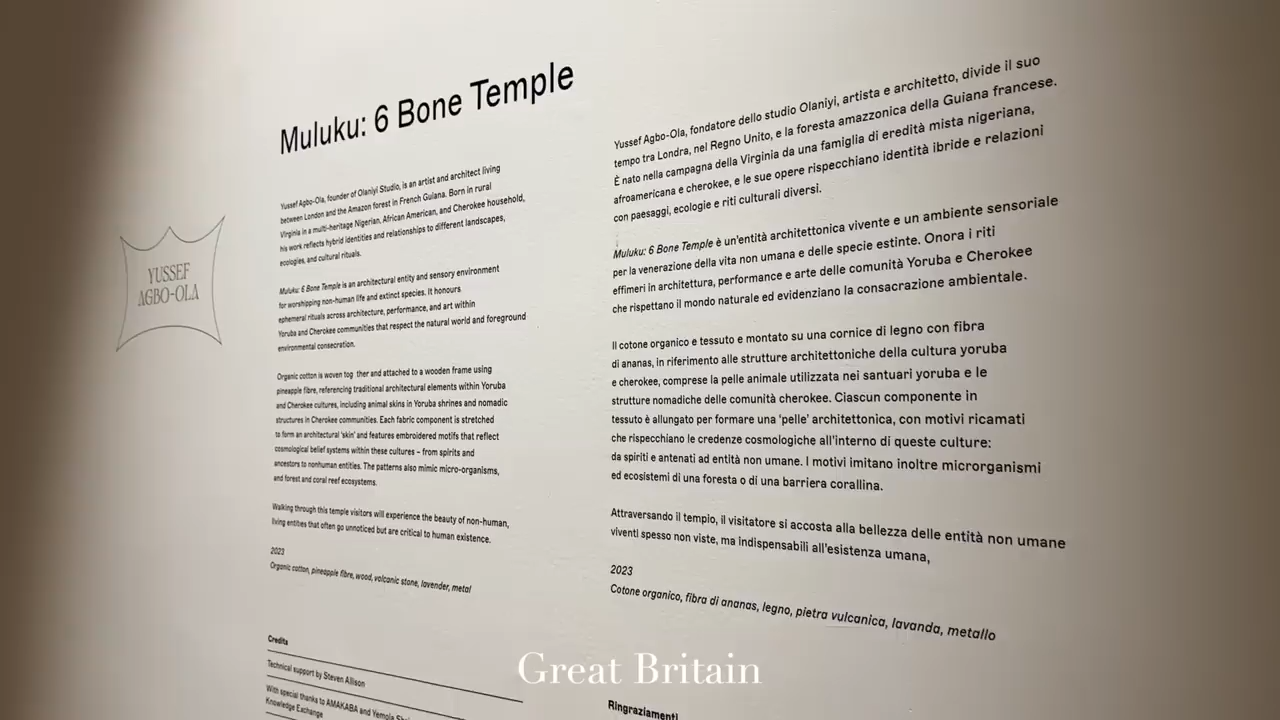 Muluku: 6 Bone Temple
YUSSEF
AGBO-OLA
Yussef Agbo-Ola, founder of Olaniyi Studio, is an artist and architect living
between London and the Amazon forest in French Guiana. Born in rural
Virginia in a multi-heritage Nigerian, African American, and Cherokee household,
his work reflects hybrid identities and relationships to different landscapes,
ecologies, and cultural rituals.
Muluku: 6 Bone Temple is an architectural entity and sensory environment
for worshipping non-human life and extinct species. It honours
ephemeral rituals across architecture, performance, and art within
Yoruba and Cherokee communities that respect the natural world and foreground
environmental consecration.
Organic cotton is woven tog ther and attached to a wooden frame using
pineapple fibre, referencing traditional architectural elements within Yoruba
and Cherokee cultures, including animal skins in Yoruba shrines and nomadic
structures in Cherokee communities. Each fabric component is stretched
to form an architectural 'skin' and features embroidered motifs that reflect
cosmological belief systems within these cultures – from spirits and
ancestors to nonhuman entities. The patterns also mimic micro-organisms,
and forest and coral reef ecosystems.
Walking through this temple visitors will experience the beauty of non-human,
living entities that often go unnoticed but are critical to human existence.
2023
Organic cotton, pineapple fibre, wood, volcanic stone, lavender, metal
Credits
Technical support by Steven Allison
With special thanks to AMAKABA and Yemoja
Knowledge Exchange
Yussef Agbo-Ola, fondatore dello studio Olaniyi, artista e architetto, divide il suo
tempo tra Londra, nel Regno Unito, e la foresta amazzonica della Guiana francese.
È nato nella campagna della Virginia da una famiglia di eredità mista nigeriana,
afroamericana e cherokee, e le sue opere rispecchiano identità ibride e relazioni
con paesaggi, ecologie e riti culturali diversi.
Muluku: 6 Bone Temple è un'entità architettonica vivente e un ambiente sensoriale
per la venerazione della vita non umana e delle specie estinte. Onora i riti
effimeri in architettura, performance e arte delle comunità Yoruba e Cherokee
che rispettano il mondo naturale ed evidenziano la consacrazione ambientale.
Il cotone organico e tessuto e montato su una cornice di legno con fibra
di ananas, in riferimento alle strutture architettoniche della cultura yoruba
e cherokee, comprese la pelle animale utilizzata nei santuari yoruba e le
strutture nomadiche delle comunità cherokee. Ciascun componente in
tessuto è allungato per formare una 'pelle' architettonica, con motivi ricamati
che rispecchiano le credenze cosmologiche all'interno di queste culture:
da spiriti e antenati ad entità non umane. I motivi imitano inoltre microrganismi
ed ecosistemi di una foresta o di una barriera corallina.
Attraversando il tempio, il visitatore si accosta alla bellezza delle entità non umane
viventi spesso non viste, ma indispensabili all'esistenza umana,
2023
Cotone organico, fibra di ananas, legno, pietra vulcanica, lavanda, metallo
Ringraziamenti
Great Britain